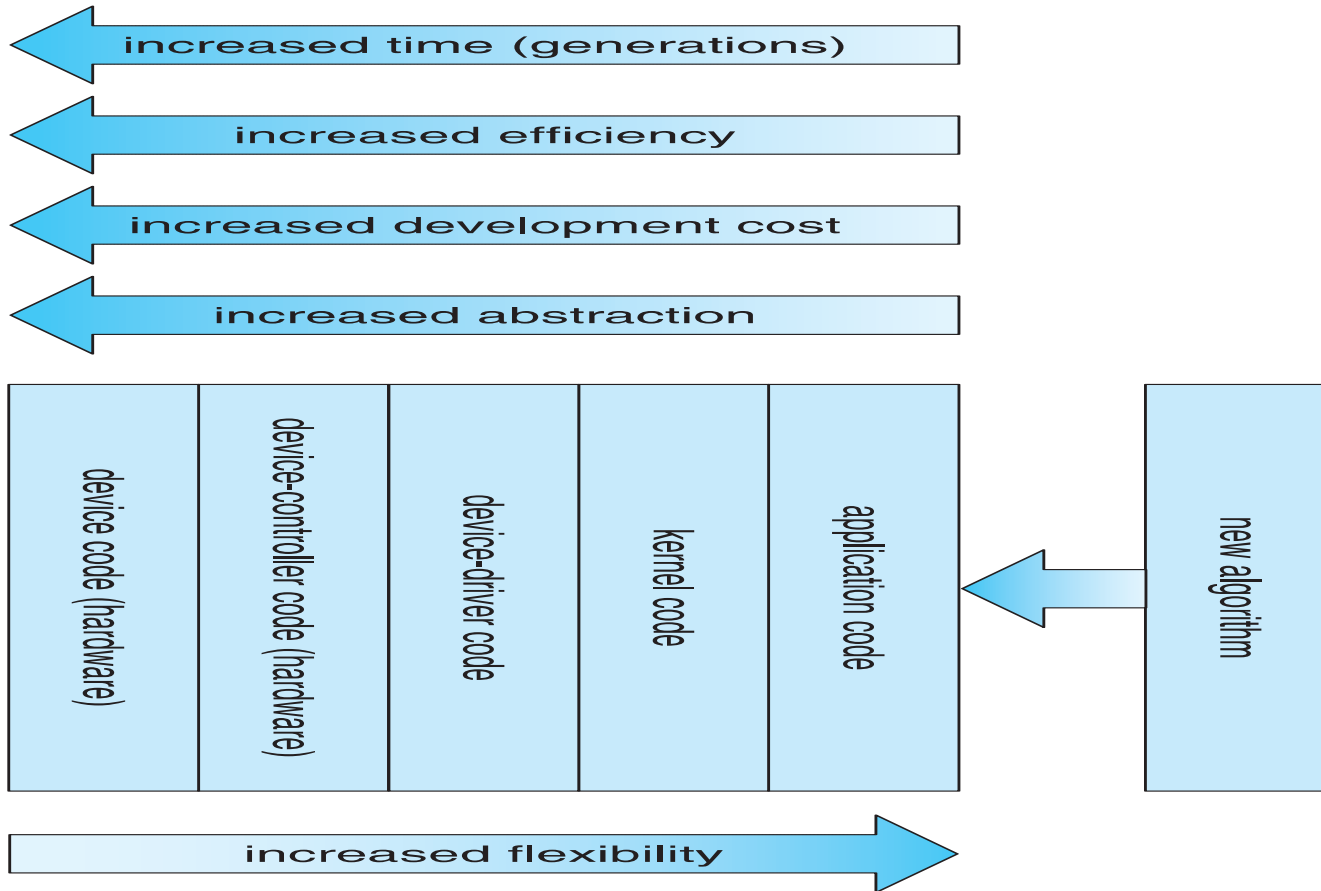 increased time (generations)
increased efficiency
increased development cost
increased abstraction
device code (hardware)
device-controller code (hardware)
device-driver code
kernel code
application code
new algorithm
increased flexibility